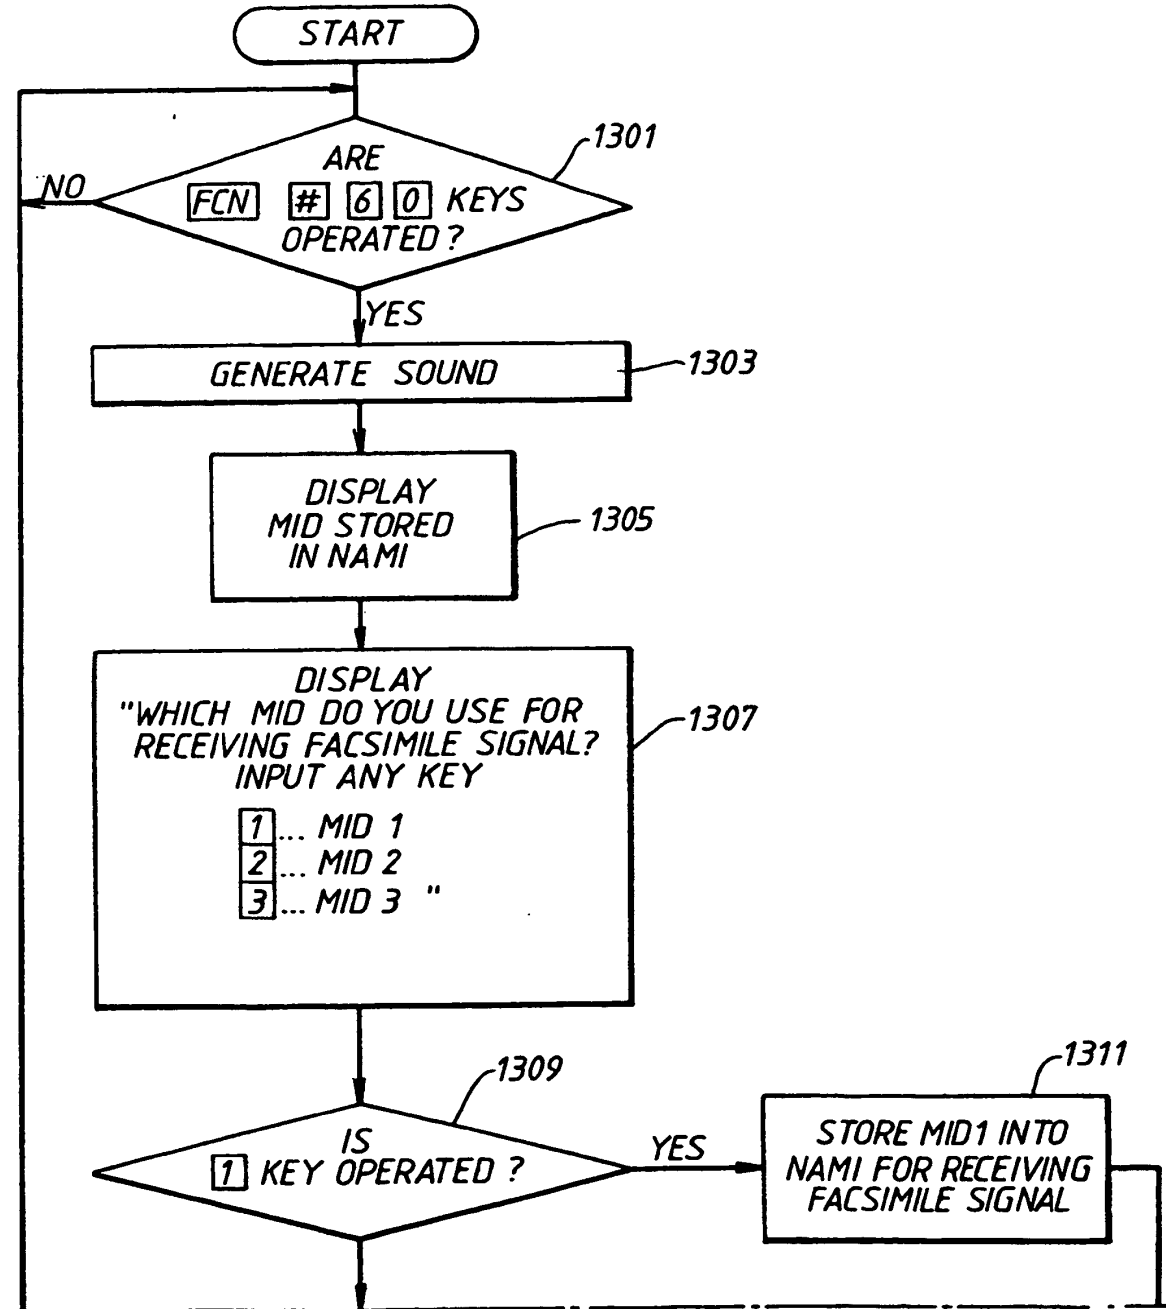 START
1301
ARE
FCN # 6 0 KEYS
OPERATED?
NO
YES
GENERATE SOUND
1303
DISPLAY
MID STORED
IN NAMI
1305
DISPLAY
"WHICH MID DO YOU USE FOR
RECEIVING FACSIMILE SIGNAL?
INPUT ANY KEY
1... MID 1
2... MID 2
3... MID 3 "
1307
1309
IS
1 KEY OPERATED?
YES
1311
STORE MID1 INTO
NAMI FOR RECEIVING
FACSIMILE SIGNAL